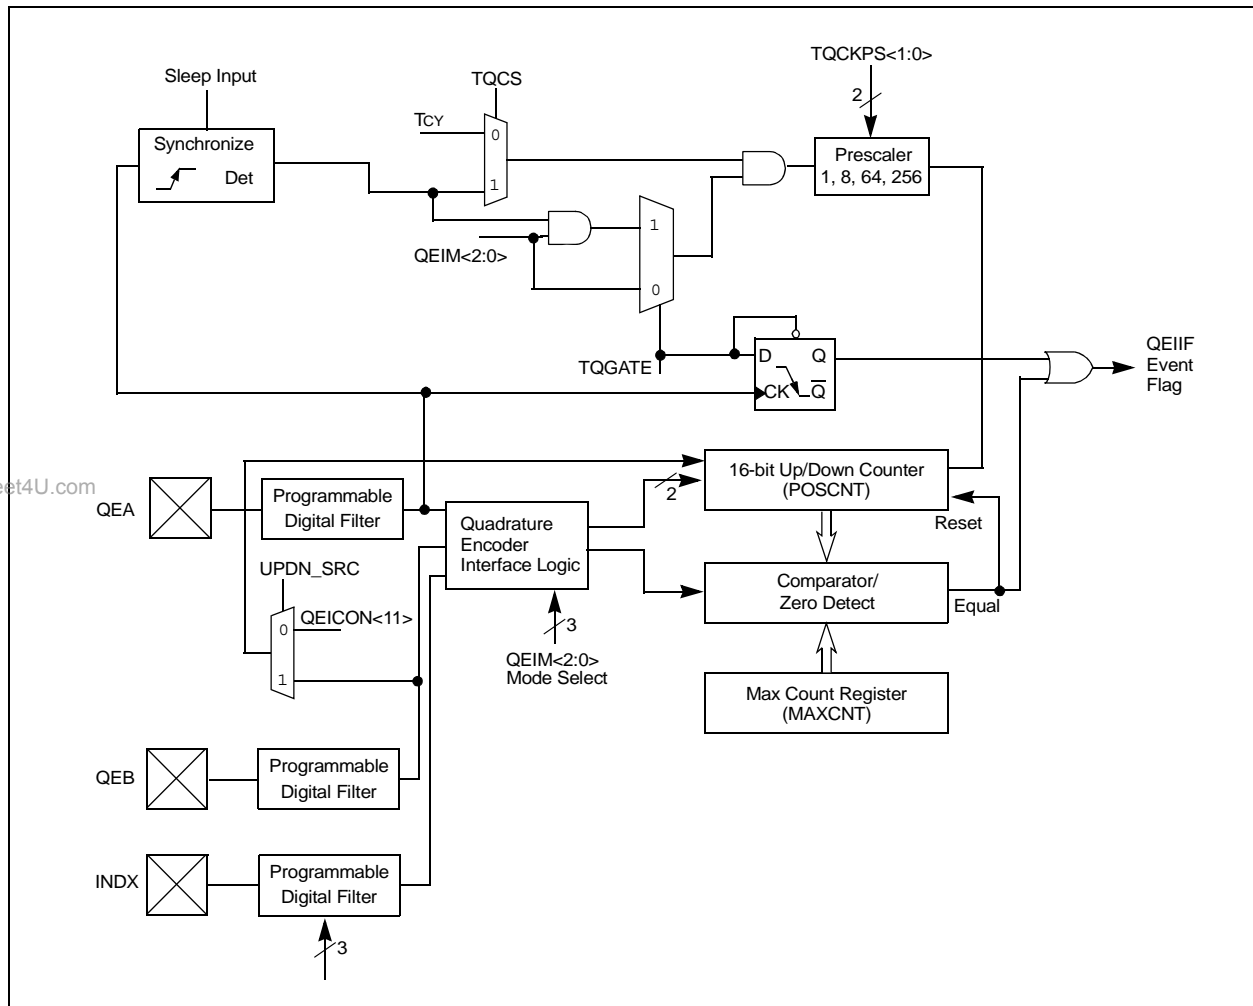 TQCKPS<1:0>
Sleep Input
TQCS
2
TCY
0
Synchronize
Det
Prescaler
1, 8, 64, 256
1
1
QEIM<2:0>
0
TQGATE
D Q
CK Q
QEIIF
Event
Flag
et4U.com
QEA
Programmable
Digital Filter
Quadrature
Encoder
Interface Logic
2
16-bit Up/Down Counter
(POSCNT)
Reset
UPDN_SRC
0
QEICON<11>
1
Comparator/
Zero Detect
Equal
3
QEIM<2:0>
Mode Select
Max Count Register
(MAXCNT)
QEB
Programmable
Digital Filter
INDX
Programmable
Digital Filter
3